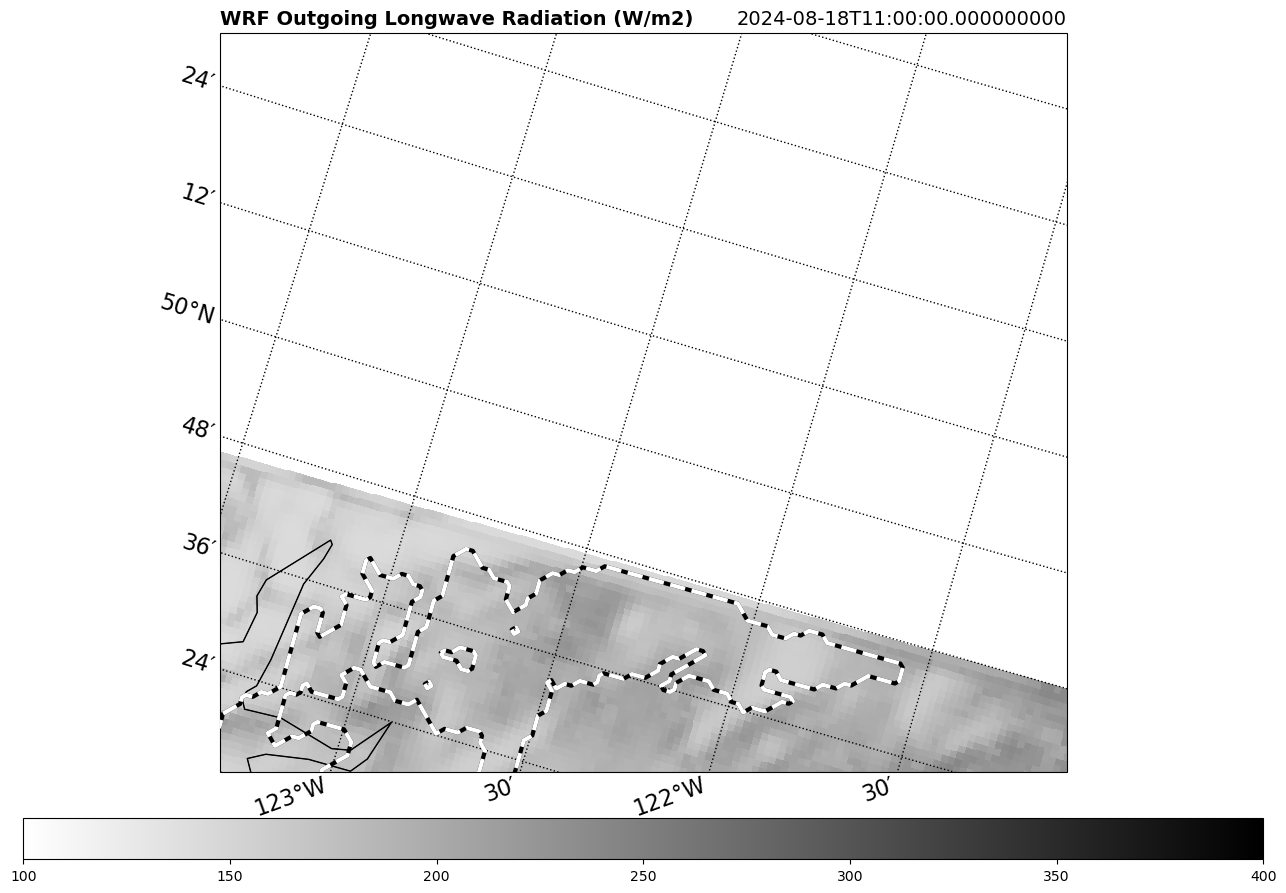 WRF Outgoing Longwave Radiation (W/m2) 2024-08-18T11:00:00.000000000
24′
12′
50°N
48′
36′
24′
123°W 30′ 122°W 30′
100 150 200 250 300 350 400